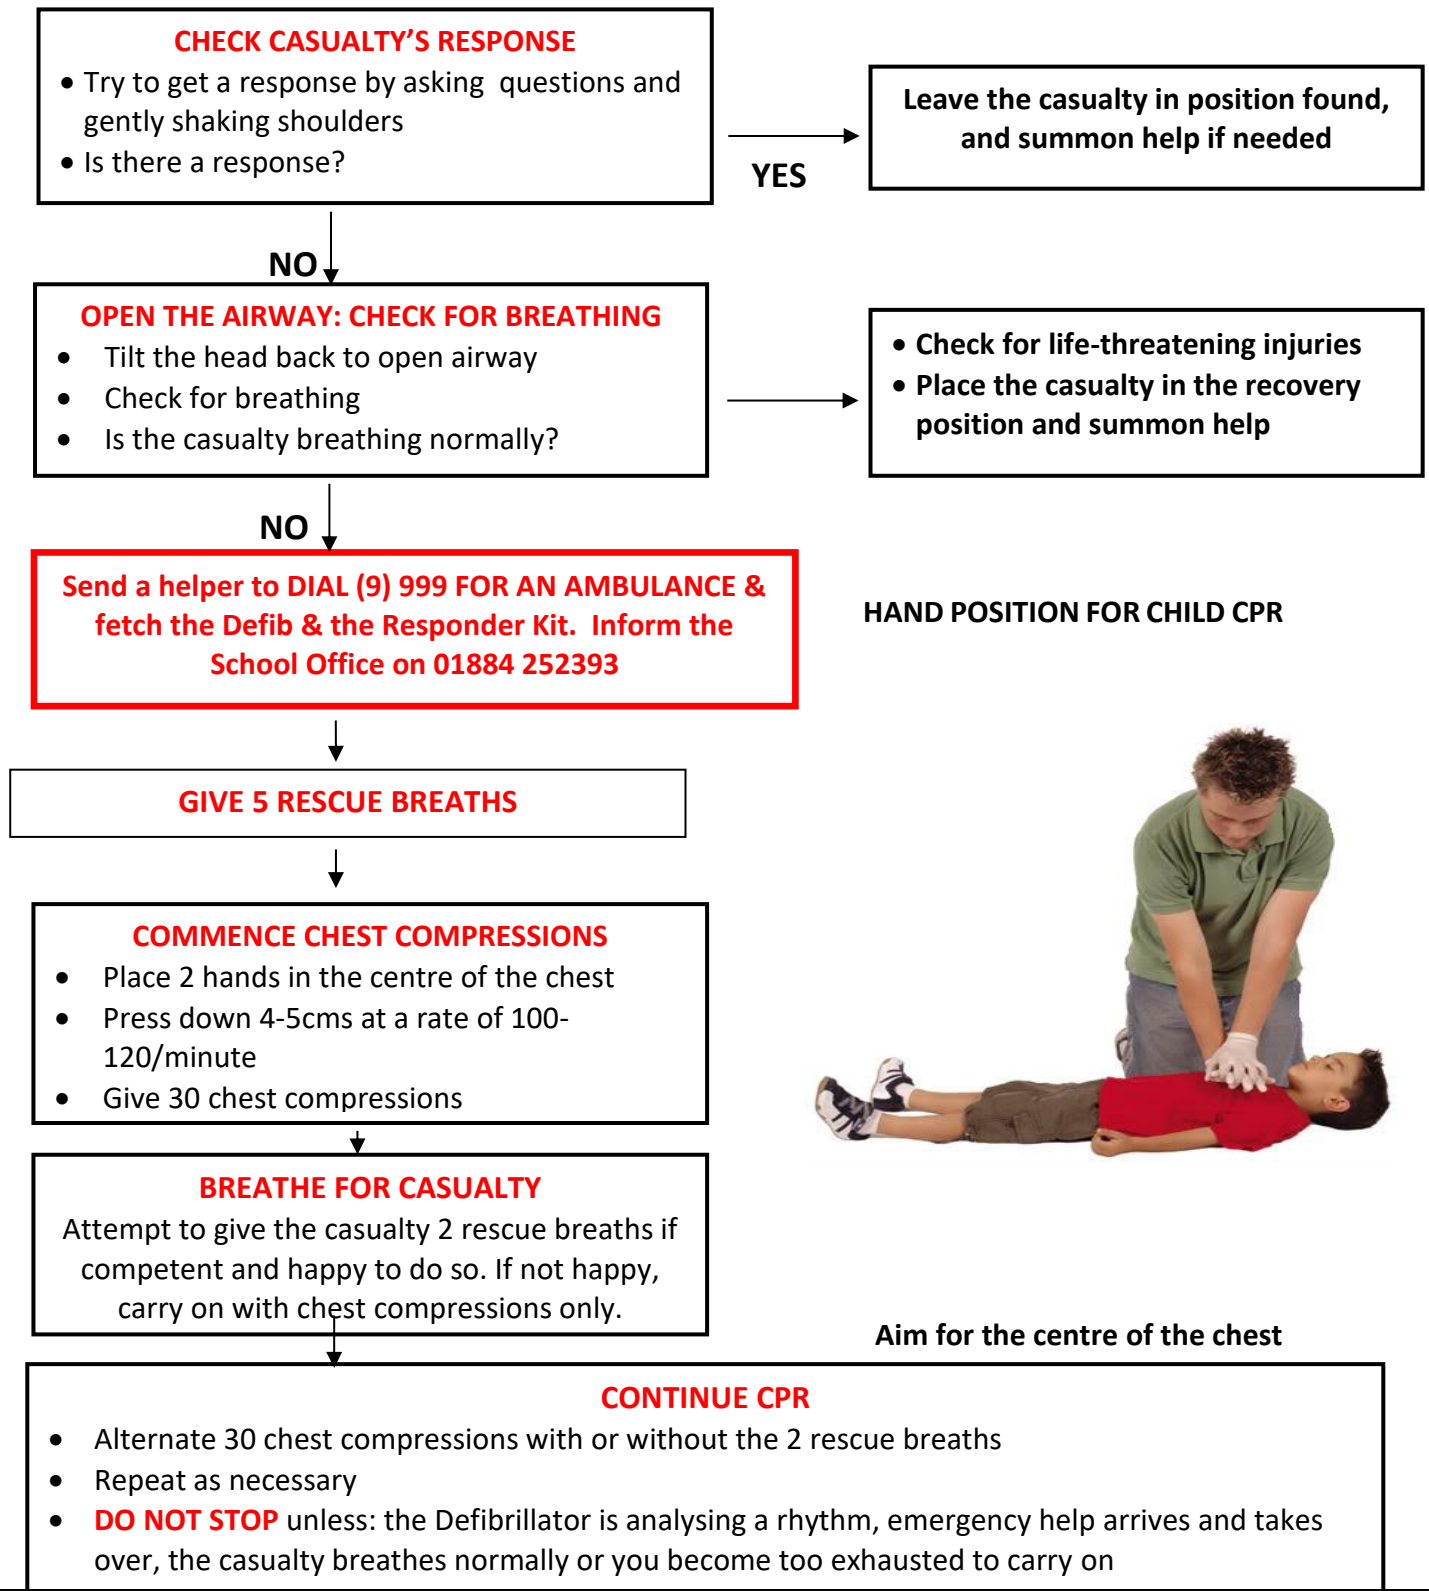 CHECK CASUALTY’S RESPONSE
• Try to get a response by asking  questions and
gently shaking shoulders
• Is there a response?
YES
Leave the casualty in position found,
and summon help if needed
NO
OPEN THE AIRWAY: CHECK FOR BREATHING
• Tilt the head back to open airway
• Check for breathing
• Is the casualty breathing normally?
• Check for life-threatening injuries
• Place the casualty in the recovery
position and summon help
NO
Send a helper to DIAL (9) 999 FOR AN AMBULANCE &
fetch the Defib & the Responder Kit.  Inform the
School Office on 01884 252393
HAND POSITION FOR CHILD CPR
GIVE 5 RESCUE BREATHS
COMMENCE CHEST COMPRESSIONS
• Place 2 hands in the centre of the chest
• Press down 4-5cms at a rate of 100-
120/minute
• Give 30 chest compressions
BREATHE FOR CASUALTY
Attempt to give the casualty 2 rescue breaths if
competent and happy to do so. If not happy,
carry on with chest compressions only.
Aim for the centre of the chest
CONTINUE CPR
• Alternate 30 chest compressions with or without the 2 rescue breaths
• Repeat as necessary
• DO NOT STOP unless: the Defibrillator is analysing a rhythm, emergency help arrives and takes
over, the casualty breathes normally or you become too exhausted to carry on